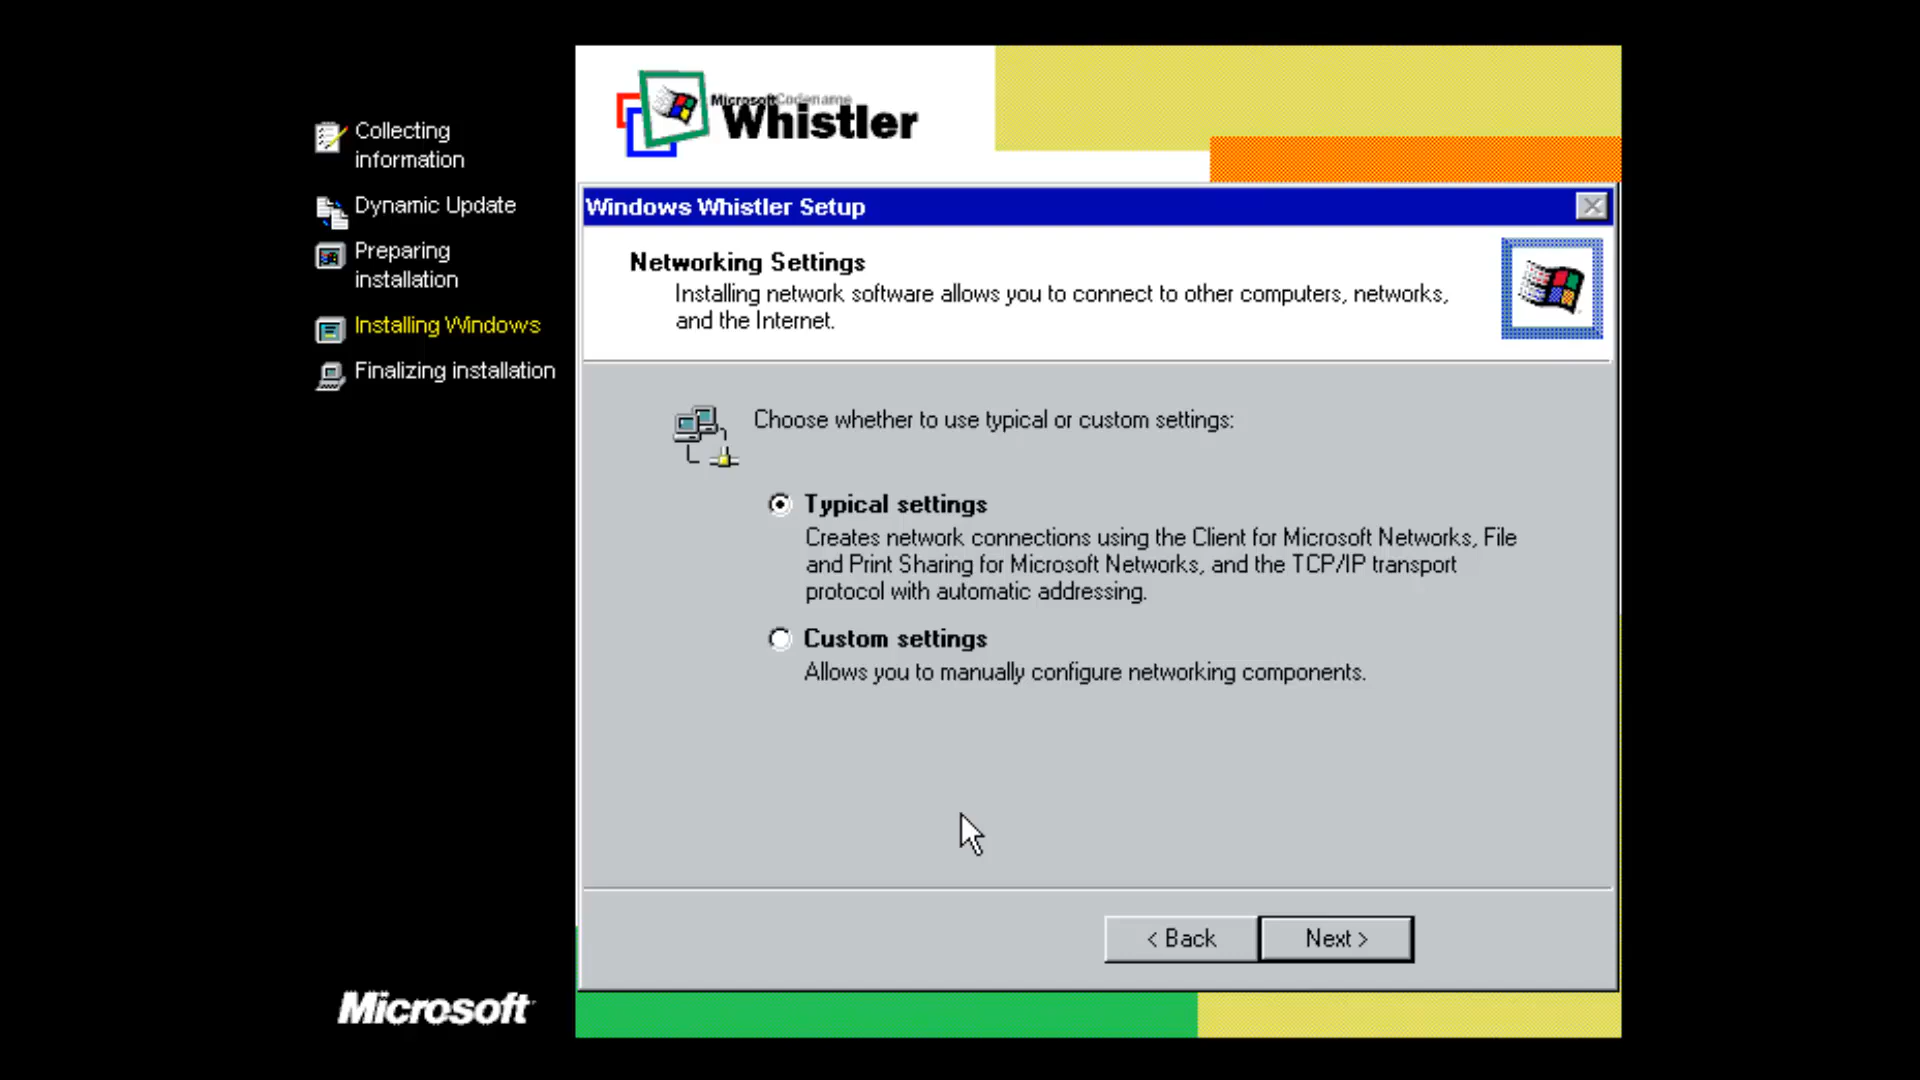 Collecting
information
Dynamic Update
Preparing
installation
Installing Windows
Finalizing installation
Microsoft
Microsoft Codename
Whistler
Windows Whistler Setup
Networking Settings
Installing network software allows you to connect to other computers, networks,
and the Internet.
Choose whether to use typical or custom settings:
Typical settings
Creates network connections using the Client for Microsoft Networks, File
and Print Sharing for Microsoft Networks, and the TCP/IP transport
protocol with automatic addressing.
Custom settings
Allows you to manually configure networking components.
< Back
Next >